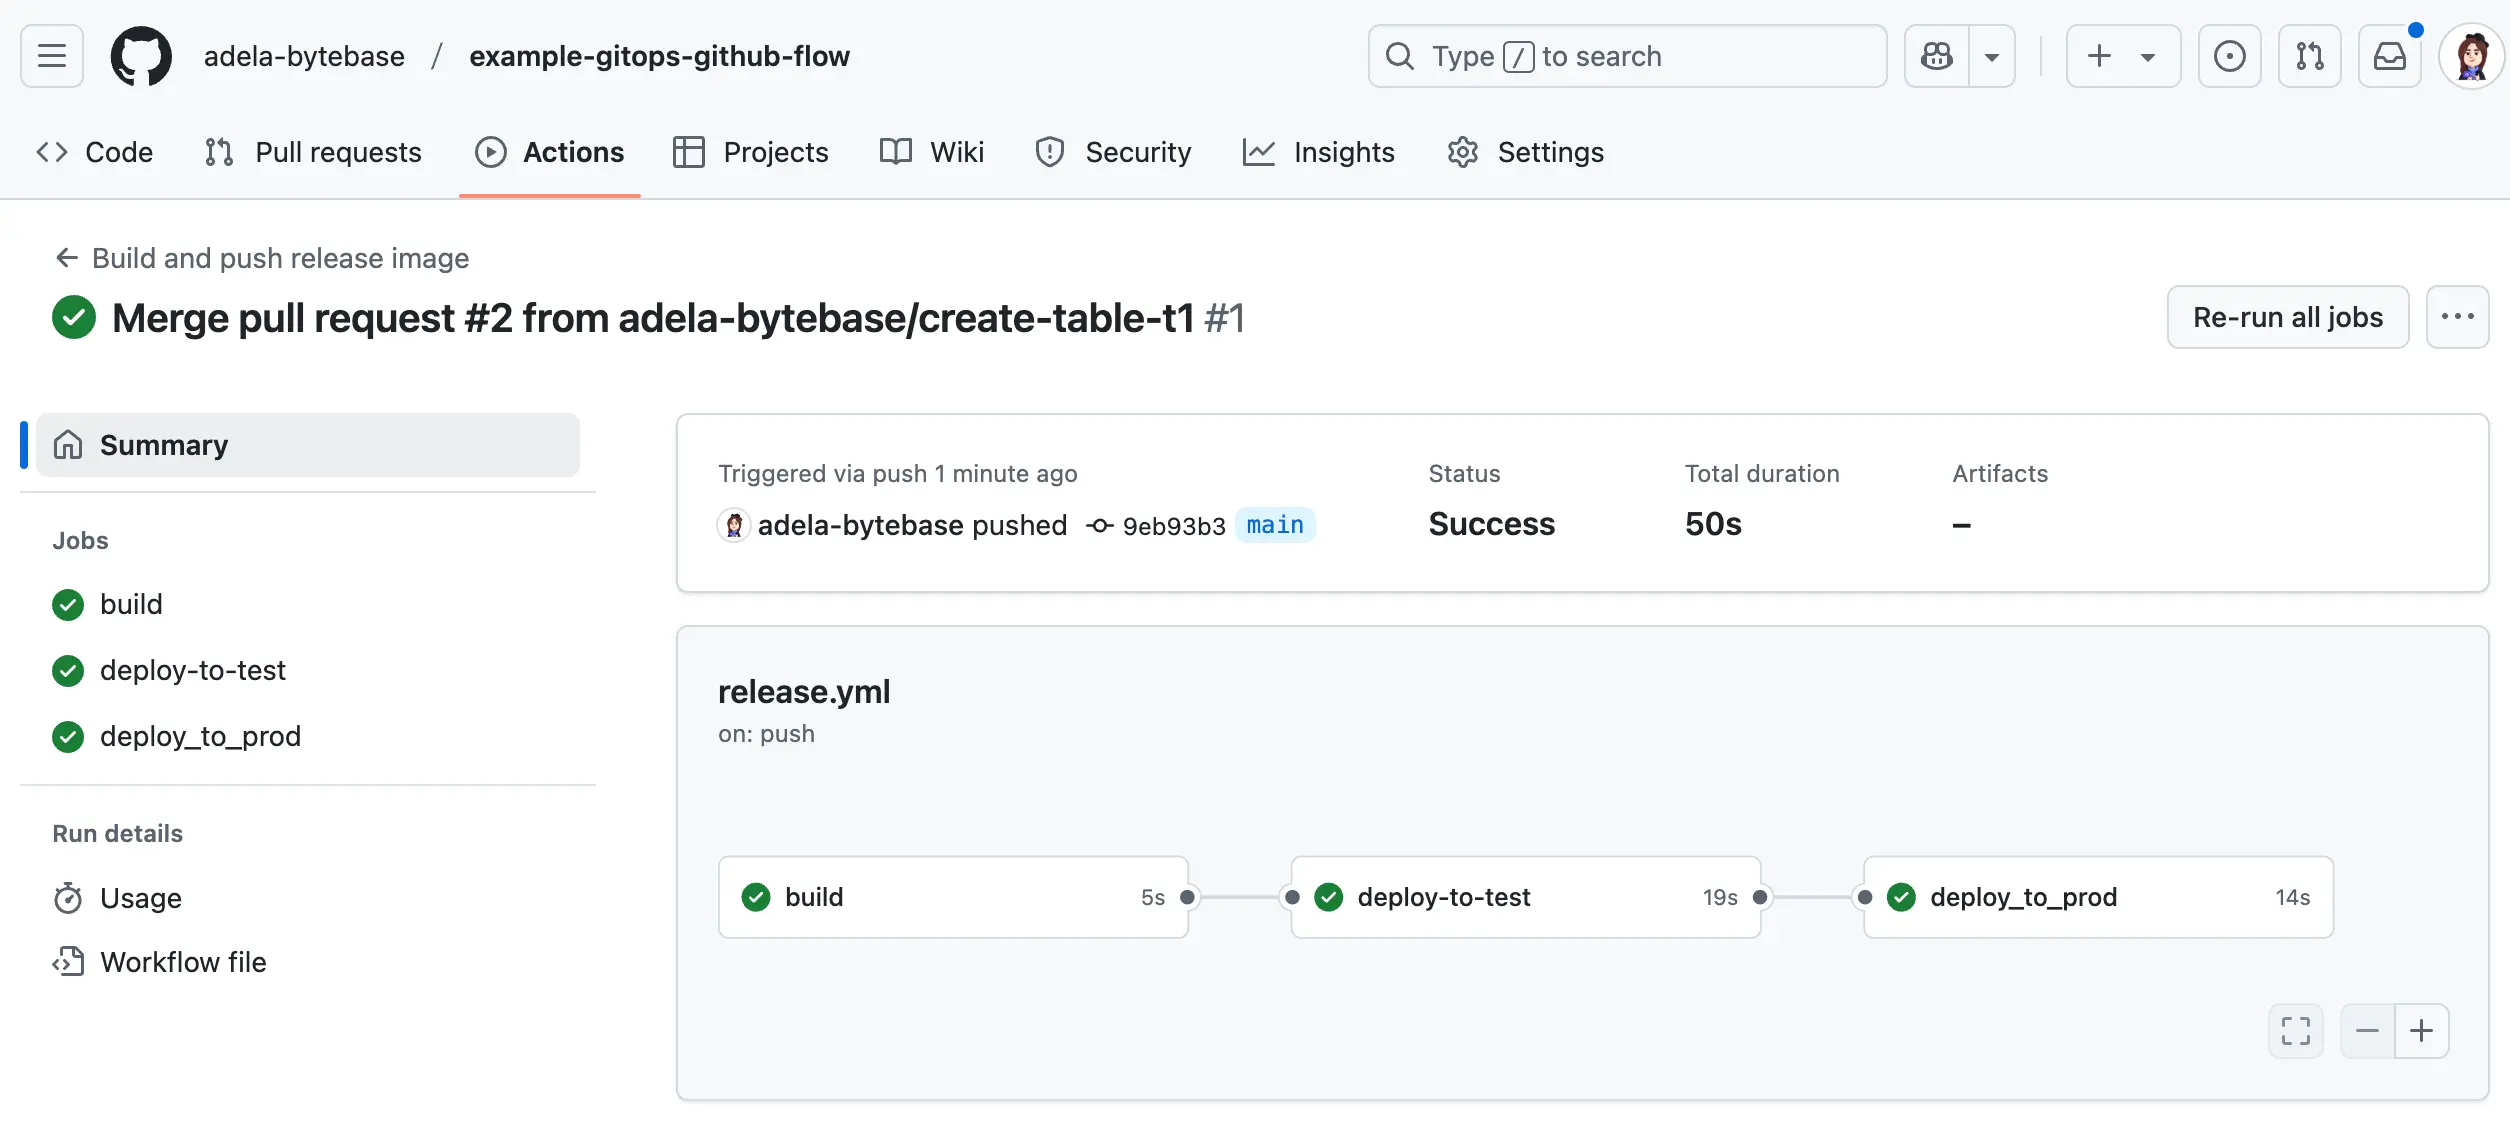 adela-bytebase / example-gitops-github-flow
Type / to search
Code Pull requests Actions Projects Wiki Security Insights Settings
Build and push release image
Merge pull request #2 from adela-bytebase/create-table-t1 #1
Re-run all jobs
Summary
Jobs
build
deploy-to-test
deploy_to_prod
Run details
Usage
Workflow file
Triggered via push 1 minute ago
adela-bytebase pushed 9eb93b3 main
Status
Success
Total duration
50s
Artifacts
–
release.yml
on: push
build 5s
deploy-to-test 19s
deploy_to_prod 14s